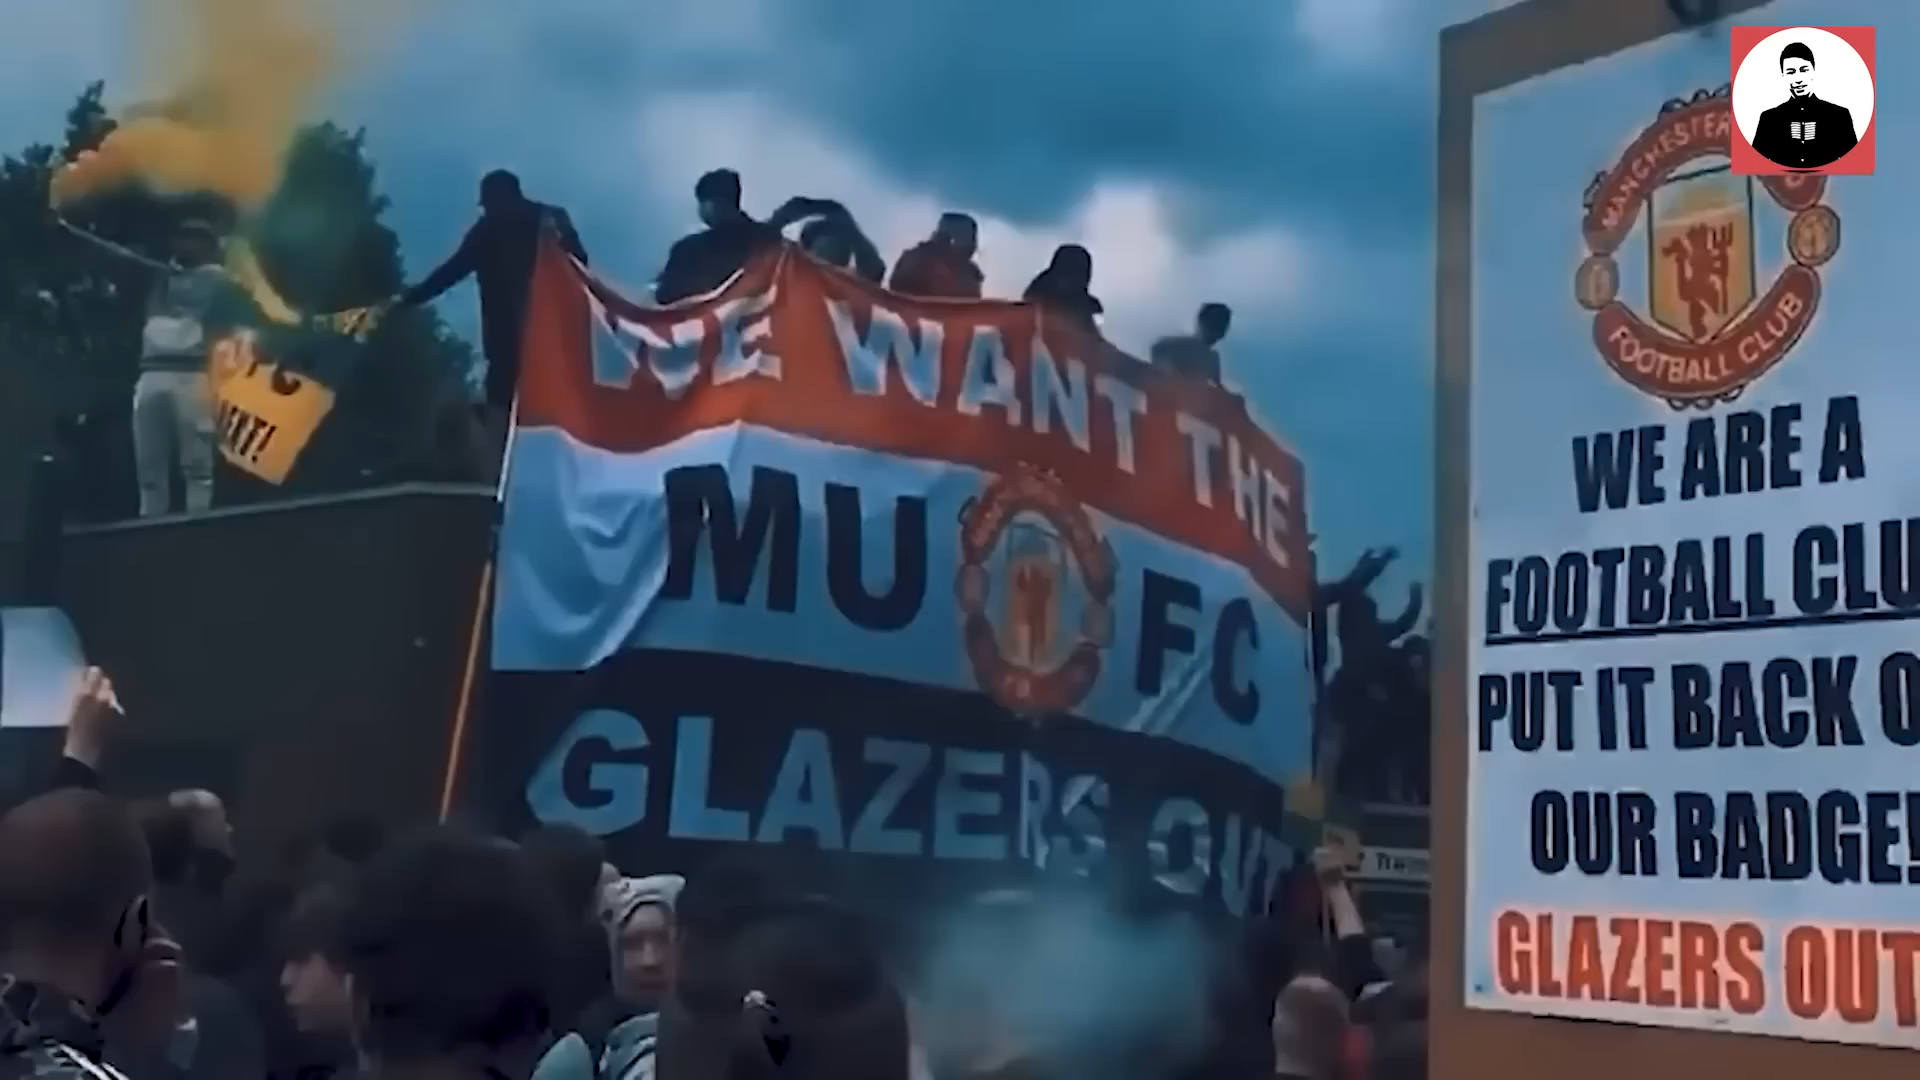 WE WANT THE
MU FC
GLAZERS OUT
MANCHESTER
FOOTBALL CLUB
WE ARE A
FOOTBALL CLU
PUT IT BACK O
OUR BADGE!
GLAZERS OUT